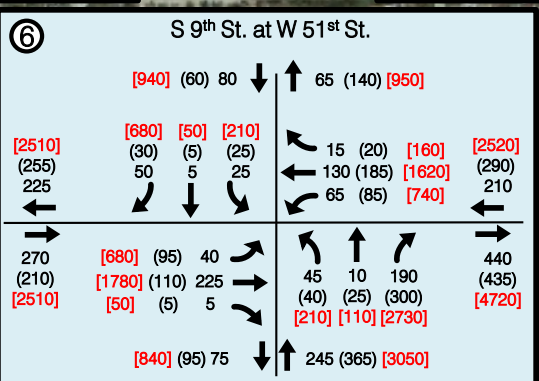 6
S 9th St. at W 51st St.
[940] (60) 80
65 (140) [950]
[2510]
(255)
225
[680] [50] [210]
(30) (5) (25)
50 5 25
15 (20) [160]
130 (185) [1620]
65 (85) [740]
[2520]
(290)
210
270
(210)
[2510]
[680] (95) 40
[1780] (110) 225
[50] (5) 5
45 10 190
(40) (25) (300)
[210] [110] [2730]
440
(435)
[4720]
[840] (95) 75
245 (365) [3050]